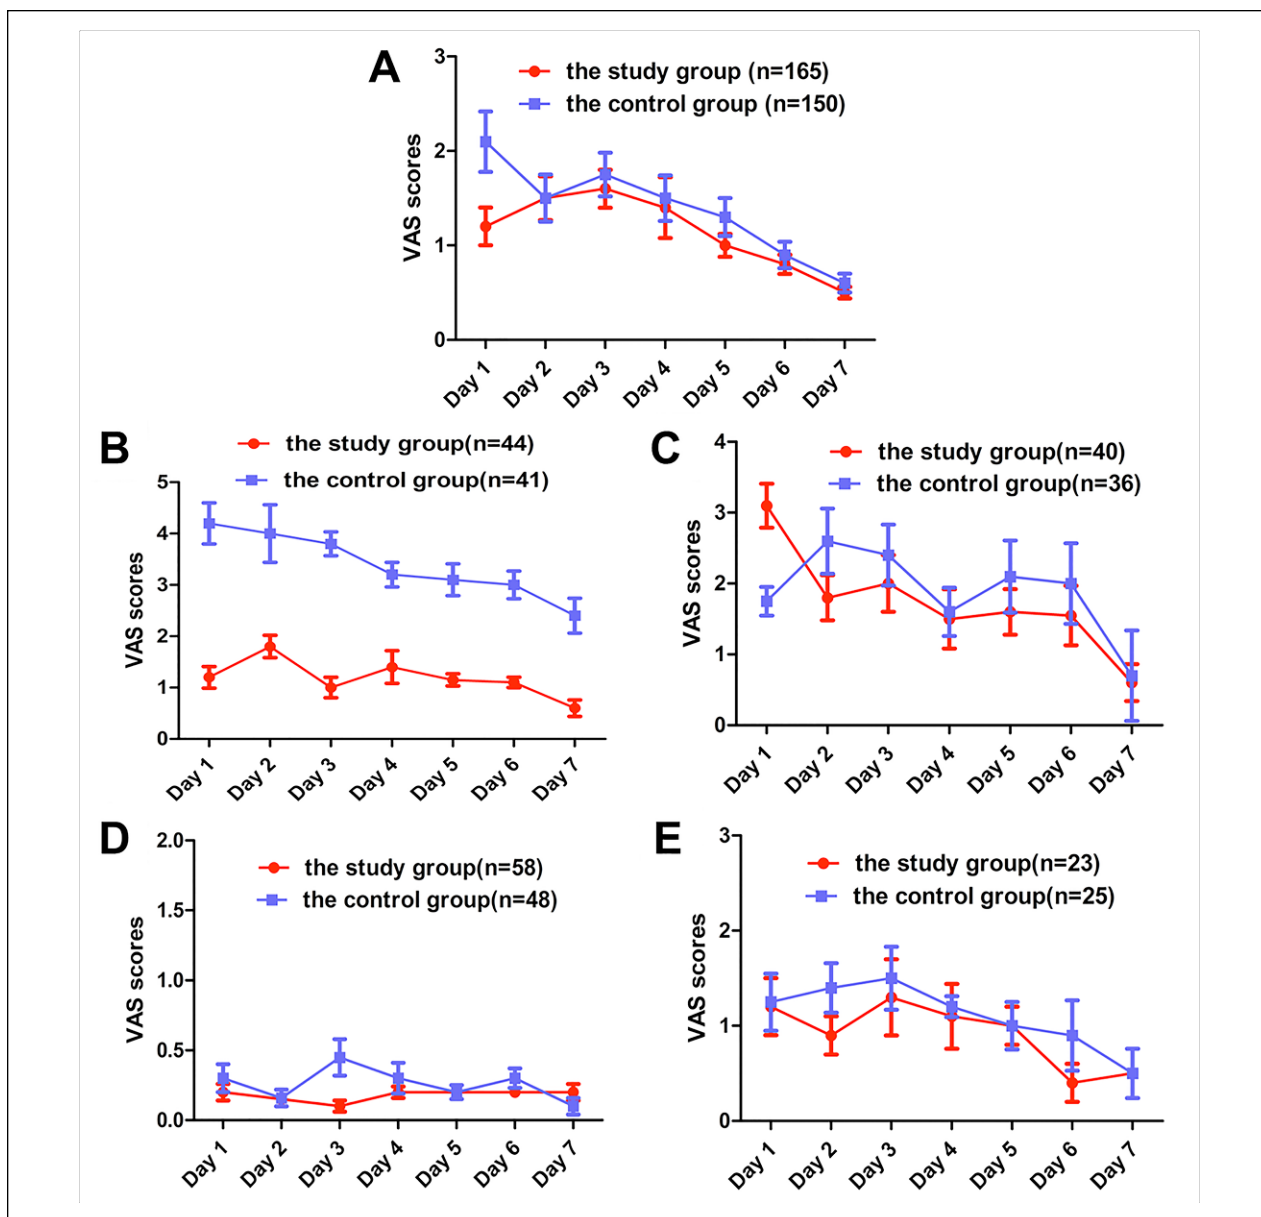 A
3
2
1
0
VAS scores
the study group (n=165)
the control group (n=150)
Day 1
Day 2
Day 3
Day 4
Day 5
Day 6
Day 7
B
the study group(n=44)
the control group(n=41)
5
4
3
2
1
0
VAS scores
Day 1
Day 2
Day 3
Day 4
Day 5
Day 6
Day 7
C
the study group(n=40)
the control group(n=36)
4
3
2
1
0
VAS scores
Day 1
Day 2
Day 3
Day 4
Day 5
Day 6
Day 7
D
2.0
1.5
1.0
0.5
0.0
VAS scores
the study group(n=58)
the control group(n=48)
Day 1
Day 2
Day 3
Day 4
Day 5
Day 6
Day 7
E
3
2
1
0
VAS scores
the study group(n=23)
the control group(n=25)
Day 1
Day 2
Day 3
Day 4
Day 5
Day 6
Day 7